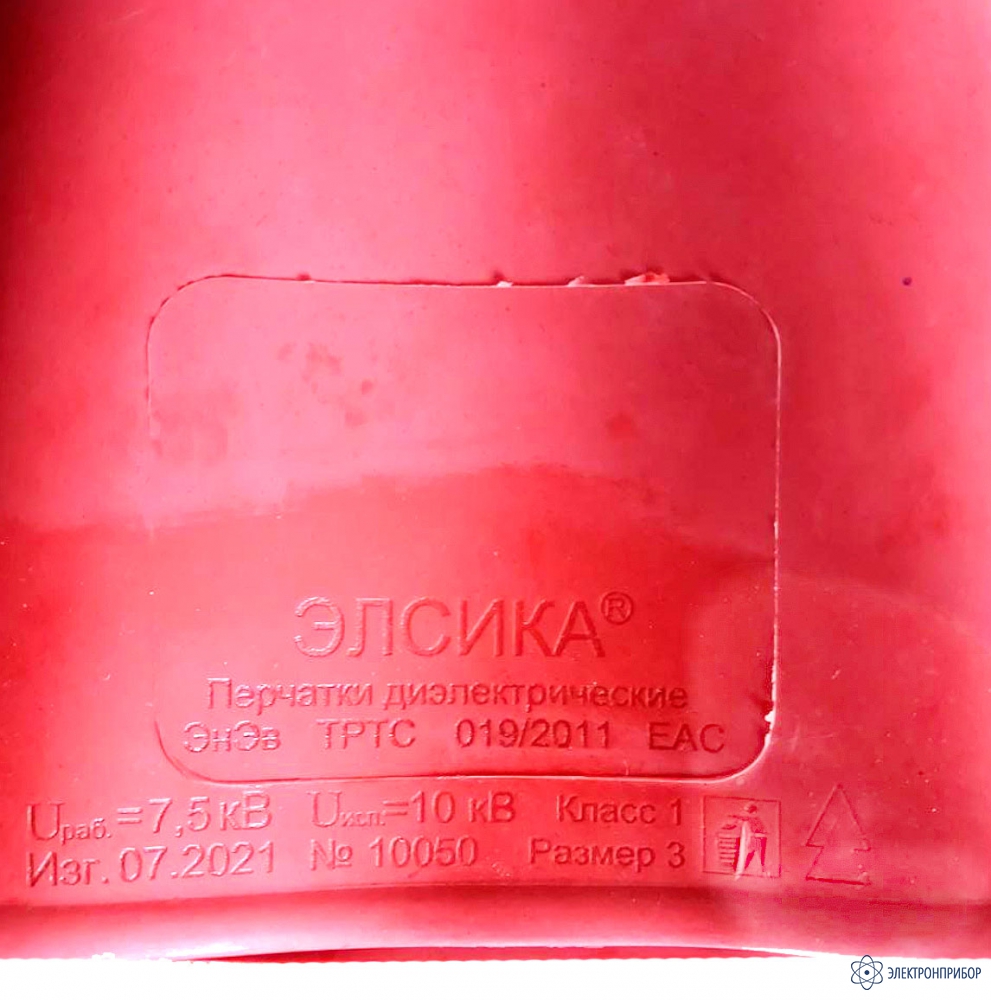 ЭЛСИКА®
Перчатки диэлектрические
ЭнЭв ТРТС 019/2011 ЕАС
Uраб.=7,5 кВ Uисп.=10 кВ Класс 1
Изг. 07.2021 № 10050 Размер 3
ЭЛЕКТРОНПРИБОР